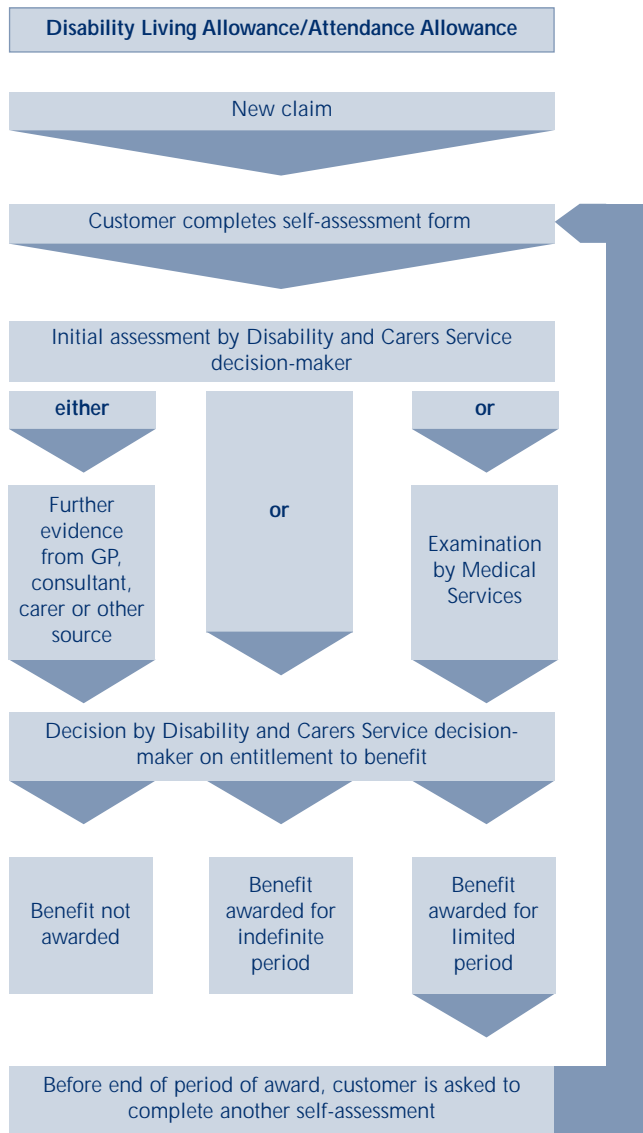 Disability Living Allowance/Attendance Allowance
New claim
Customer completes self-assessment form
Initial assessment by Disability and Carers Service
decision-maker
either
or
or
Further
evidence
from GP,
consultant,
carer or other
source
Examination
by Medical
Services
Decision by Disability and Carers Service decision-
maker on entitlement to benefit
Benefit not
awarded
Benefit
awarded for
indefinite
period
Benefit
awarded for
limited
period
Before end of period of award, customer is asked to
complete another self-assessment